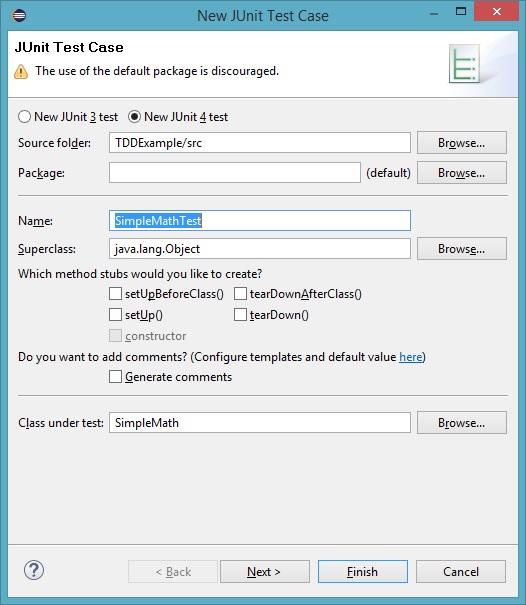 New JUnit Test Case
JUnit Test Case
The use of the default package is discouraged.
New JUnit 3 test New JUnit 4 test
Source folder: TDDExample/src Browse...
Package: (default) Browse...
Name: SimpleMathTest
Superclass: java.lang.Object Browse...
Which method stubs would you like to create?
setUpBeforeClass() tearDownAfterClass()
setUp() tearDown()
constructor
Do you want to add comments? (Configure templates and default value here)
Generate comments
Class under test: SimpleMath Browse...
? < Back Next > Finish Cancel